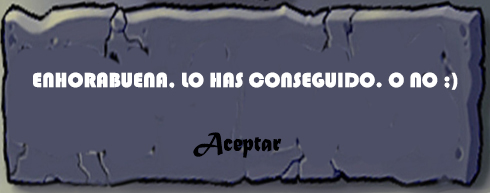 ENHORABUENA, LO HAS CONSEGUIDO. O NO ;)
Aceptar